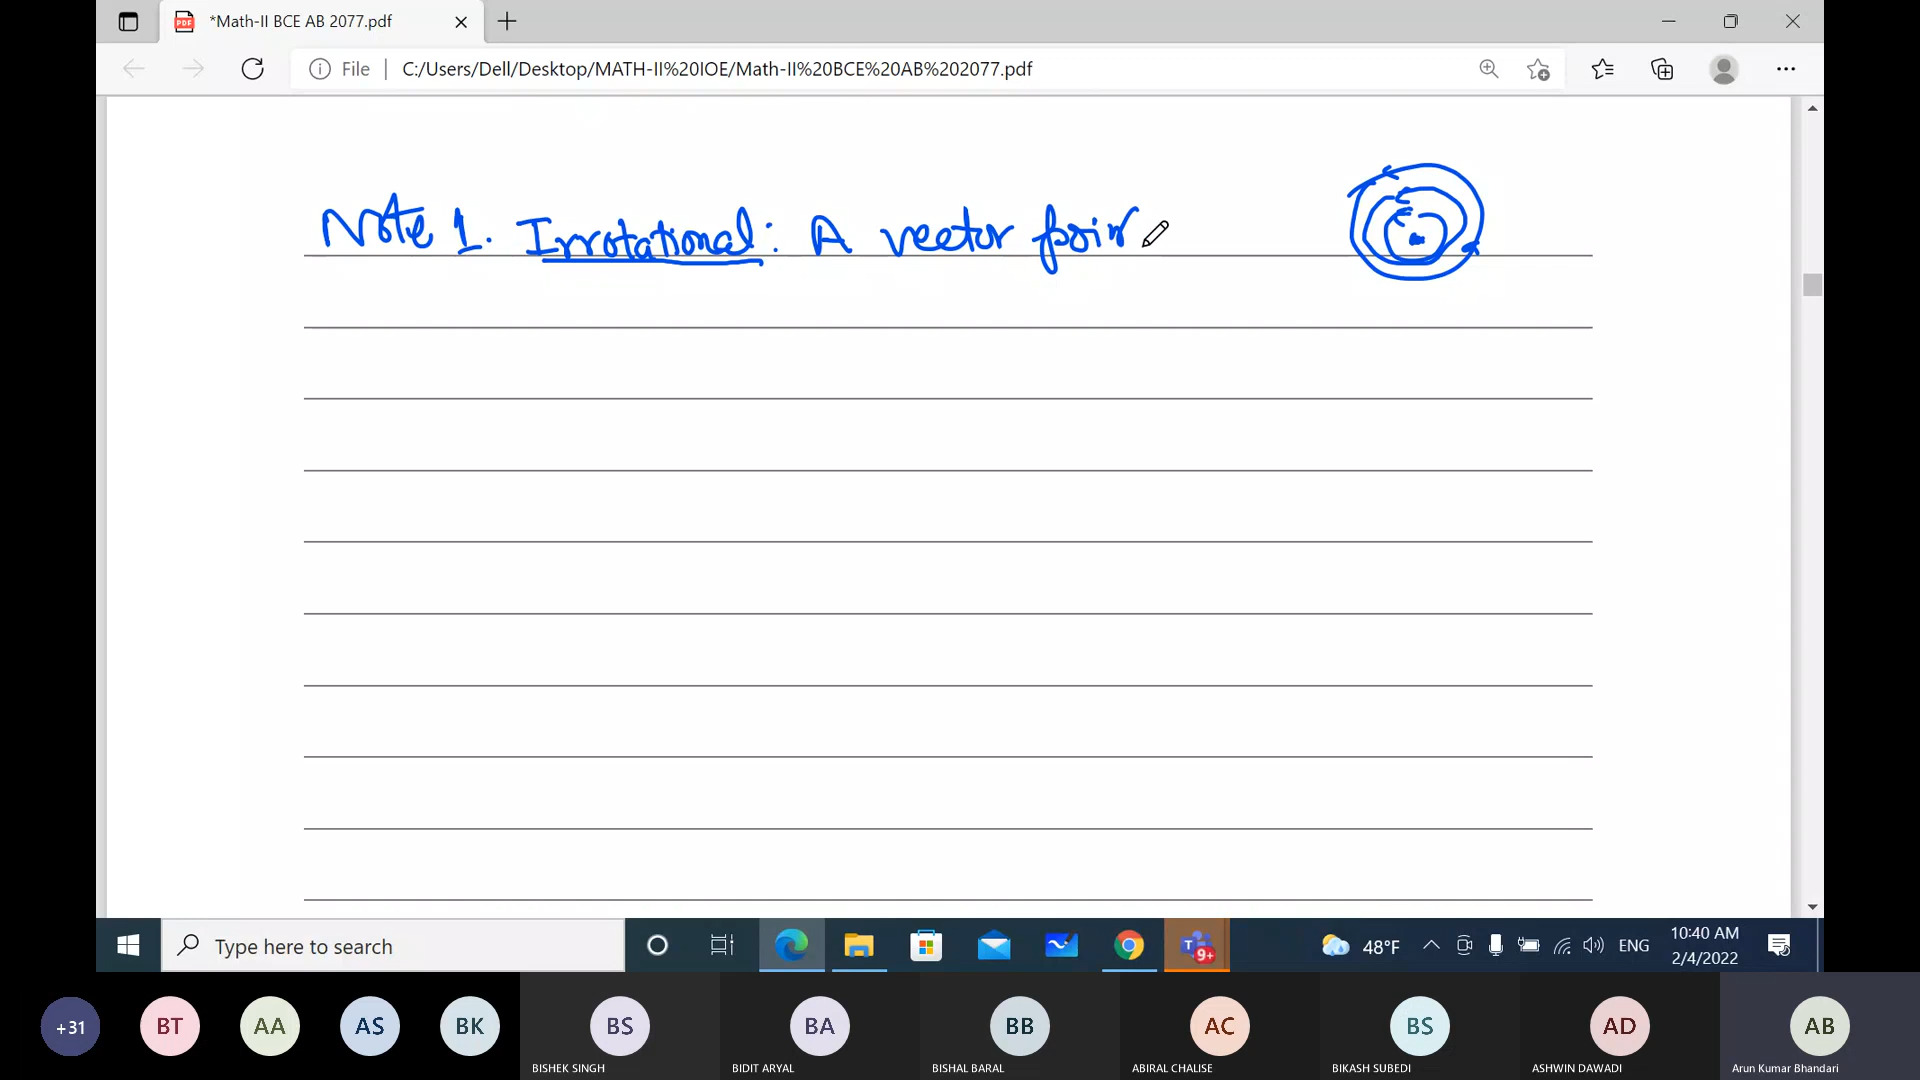 *Math-II BCE AB 2077.pdf
File | C:/Users/Dell/Desktop/MATH-II%20IOE/Math-II%20BCE%20AB%202077.pdf
Note 1. Irrotational: A vector poin
Type here to search
T 9+
48°F
ENG
10:40 AM
2/4/2022
+31
BT
AA
AS
BK
BS
BA
BB
AC
BS
AD
AB
BISHEK SINGH
BIDIT ARYAL
BISHAL BARAL
ABIRAL CHALISE
BIKASH SUBEDI
ASHWIN DAWADI
Arun Kumar Bhandari